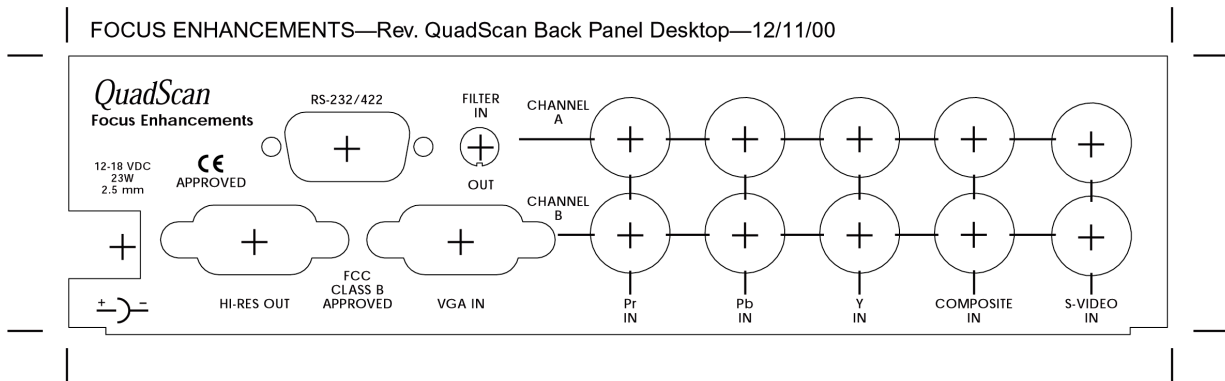 FOCUS ENHANCEMENTS—Rev. QuadScan Back Panel Desktop—12/11/00
QuadScan
Focus Enhancements
RS-232/422
FILTER
IN
OUT
CHANNEL
A
12-18 VDC
23W
2.5 mm
CE
APPROVED
CHANNEL
B
+ −
HI-RES OUT
FCC
CLASS B
APPROVED
VGA IN
Pr
IN
Pb
IN
Y
IN
COMPOSITE
IN
S-VIDEO
IN